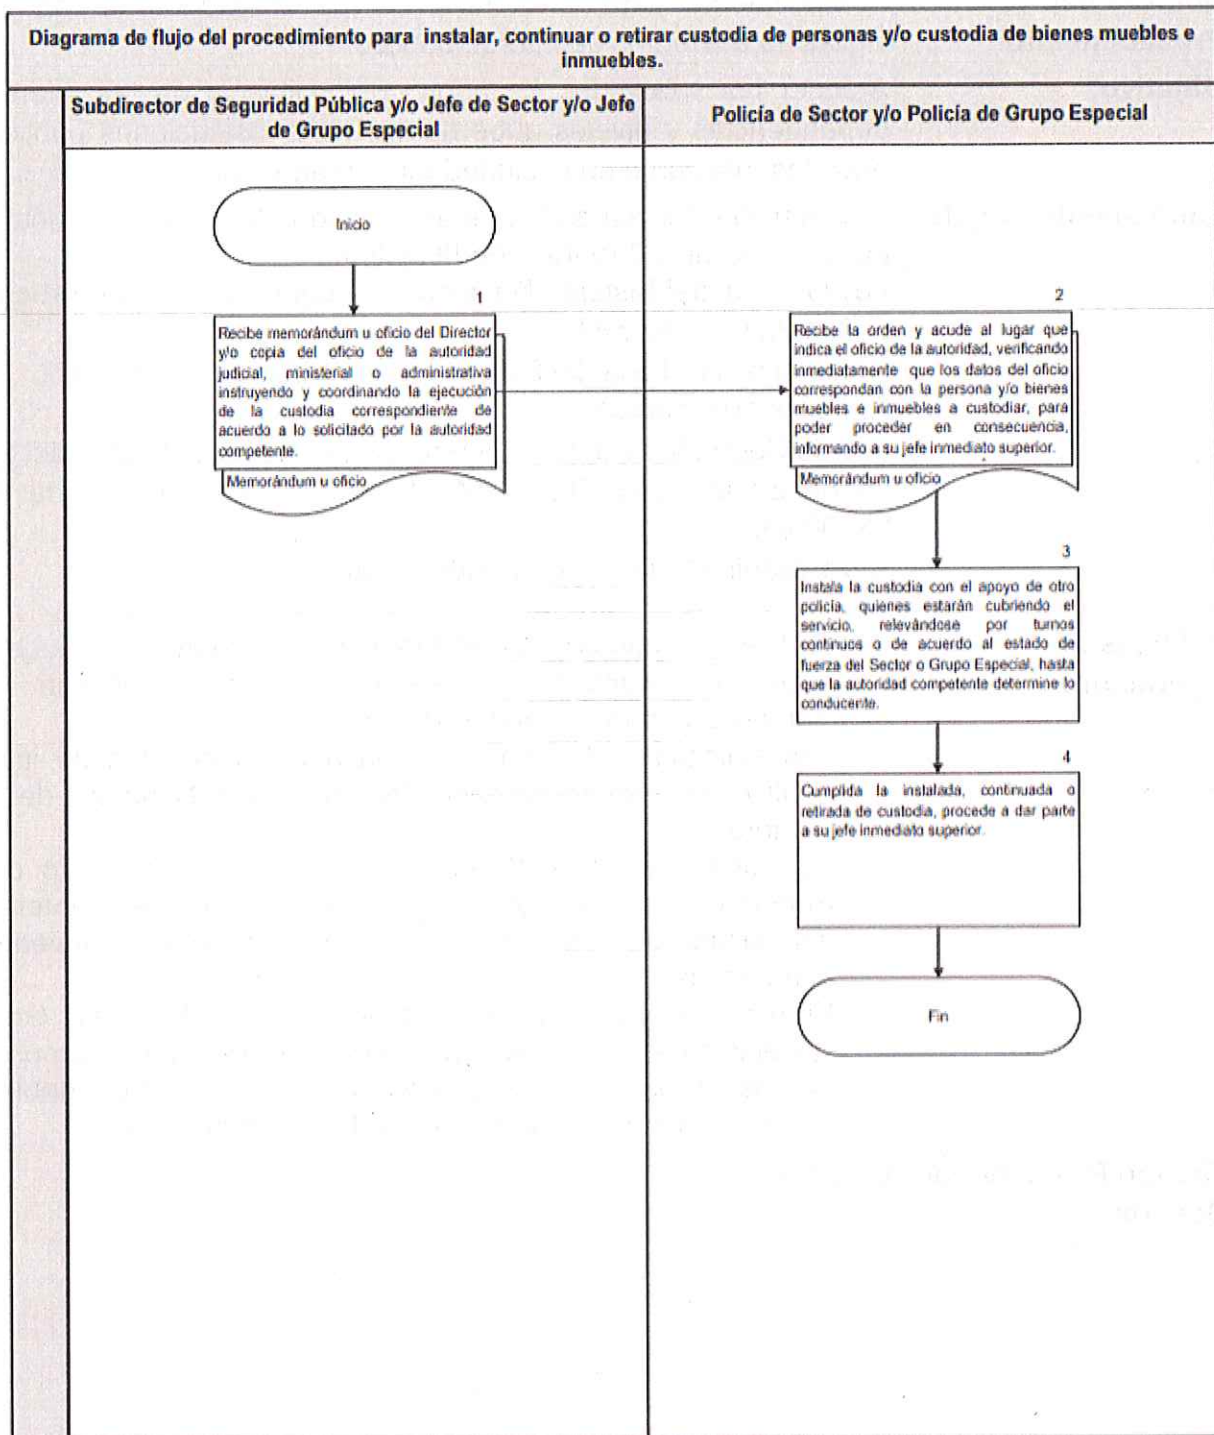 Diagrama de flujo del procedimiento para instalar, continuar o retirar custodia de personas y/o custodia de bienes muebles e
inmuebles.
Subdirector de Seguridad Pública y/o Jefe de Sector y/o Jefe
de Grupo Especial
Policía de Sector y/o Policía de Grupo Especial
Inicio
1
Recibe memorándum u oficio del Director
y/o copia del oficio de la autoridad
judicial, ministerial o administrativa
instruyendo y coordinando la ejecución
de la custodia correspondiente de
acuerdo a lo solicitado por la autoridad
competente.
Memorándum u oficio
2
Recibe la orden y acude al lugar que
indica el oficio de la autoridad, verificando
inmediatamente que los datos del oficio
correspondan con la persona y/o bienes
muebles e inmuebles a custodiar, para
poder proceder en consecuencia,
informando a su jefe inmediato superior.
Memorándum u oficio
3
Instala la custodia con el apoyo de otro
policía, quienes estarán cubriendo el
servicio, relevándose por turnos
continuos o de acuerdo al estado de
fuerza del Sector o Grupo Especial, hasta
que la autoridad competente determine lo
conducente.
4
Cumplida la instalada, continuada o
retirada de custodia, procede a dar parte
a su jefe inmediato superior.
Fin